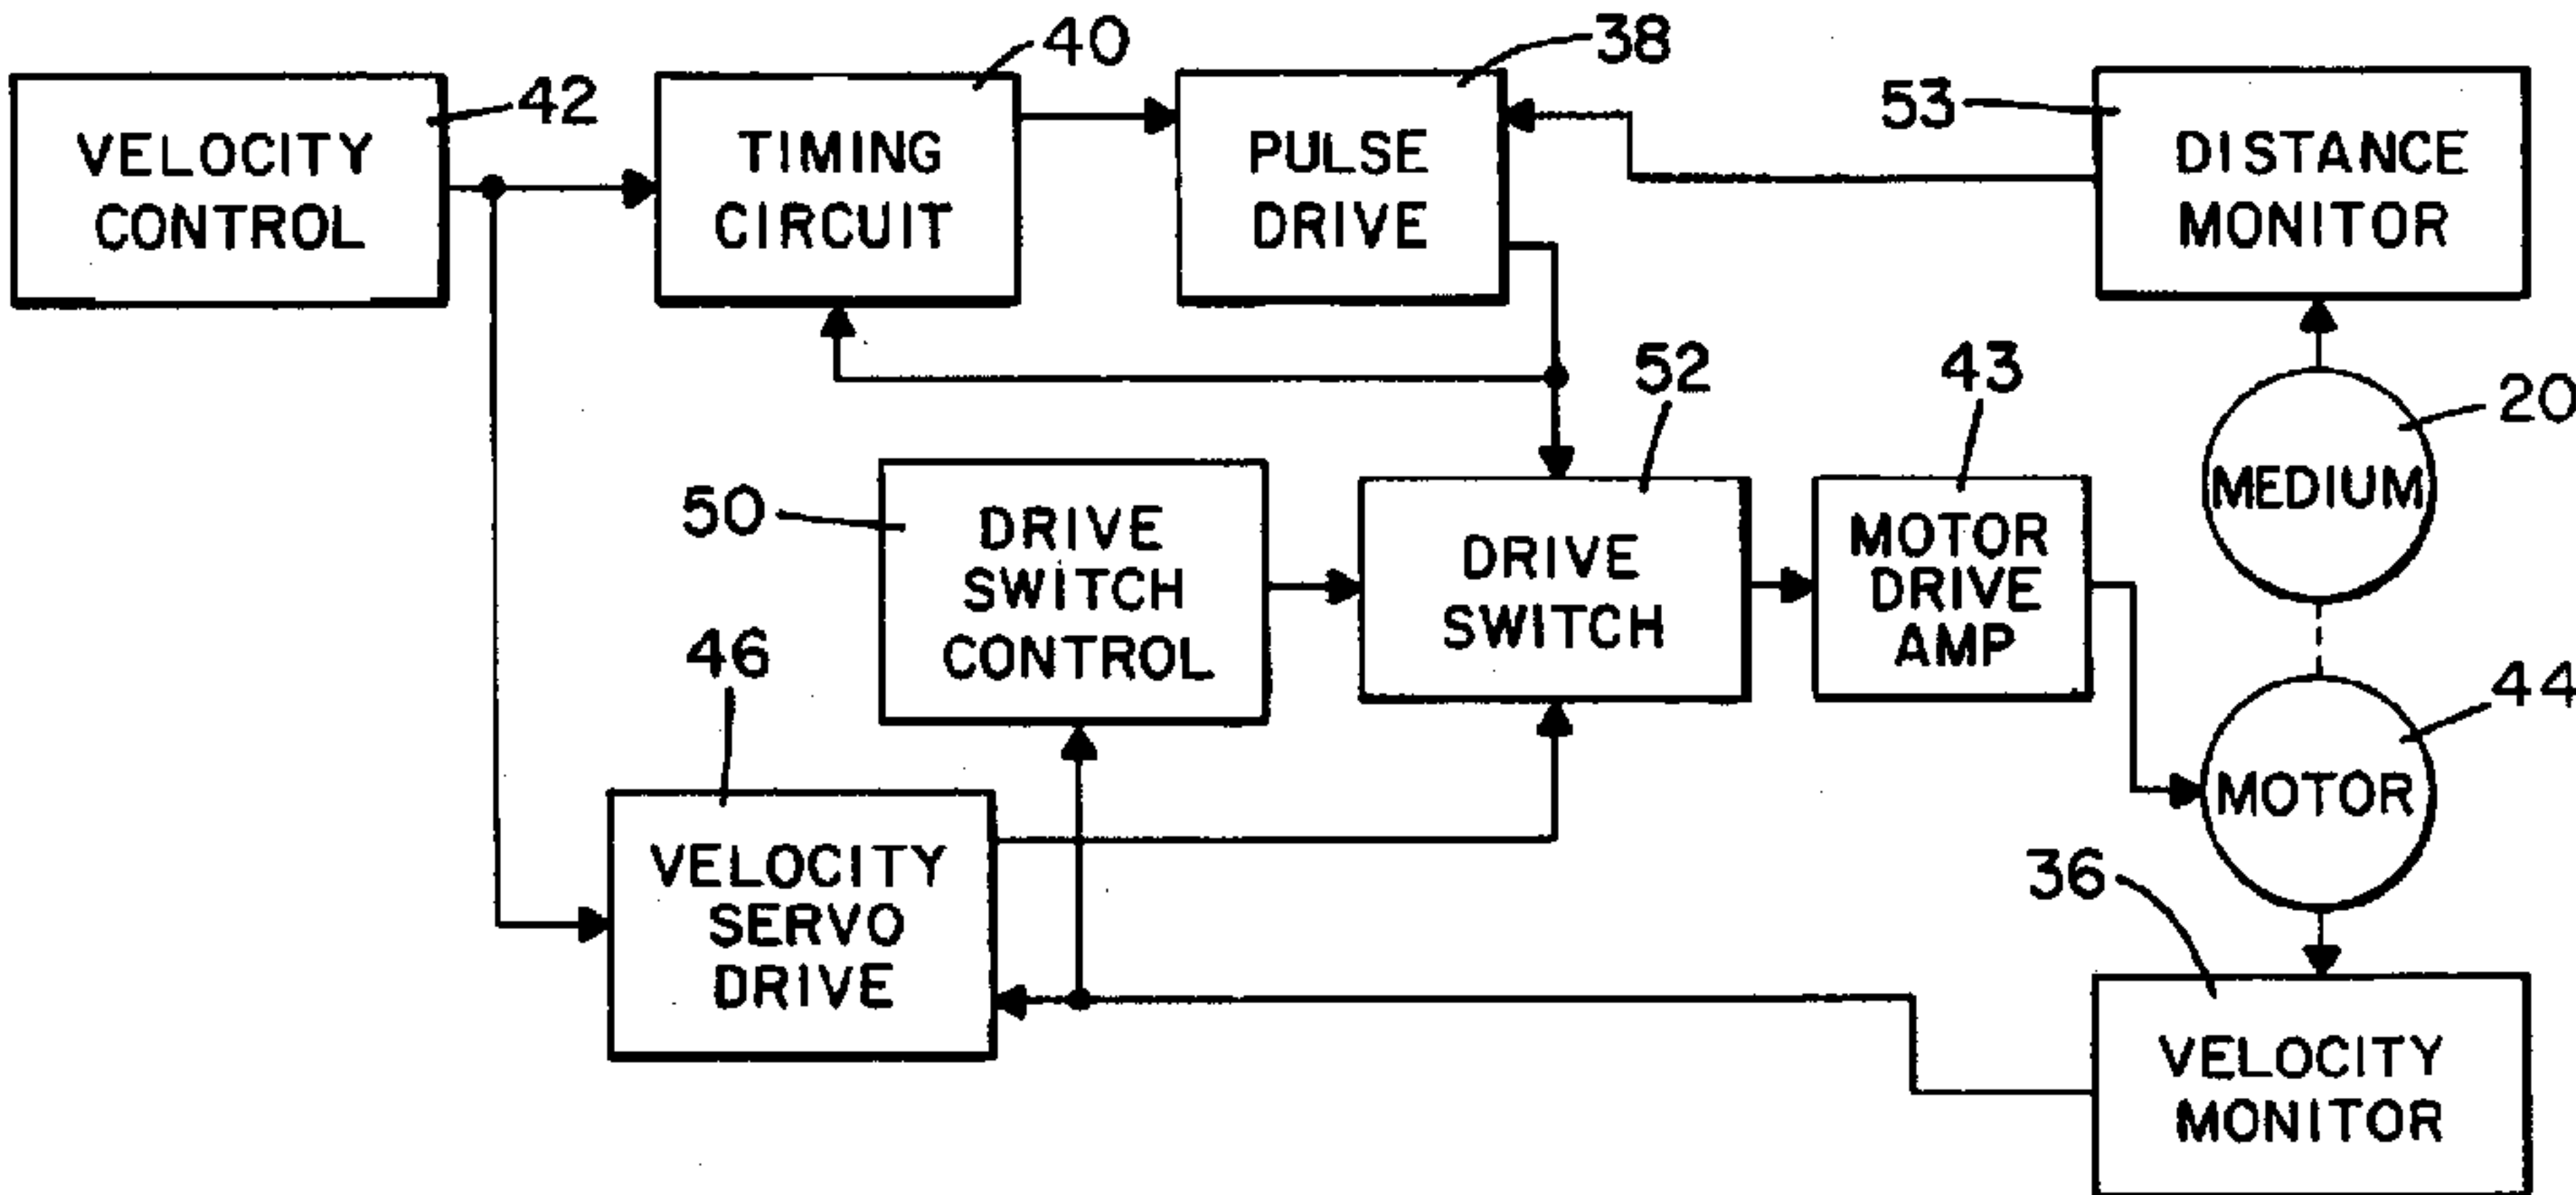 40
38
42
53
VELOCITY
CONTROL
TIMING
CIRCUIT
PULSE
DRIVE
DISTANCE
MONITOR
52
43
20
50
DRIVE
SWITCH
CONTROL
DRIVE
SWITCH
MOTOR
DRIVE
AMP
MEDIUM
46
44
VELOCITY
SERVO
DRIVE
MOTOR
36
VELOCITY
MONITOR